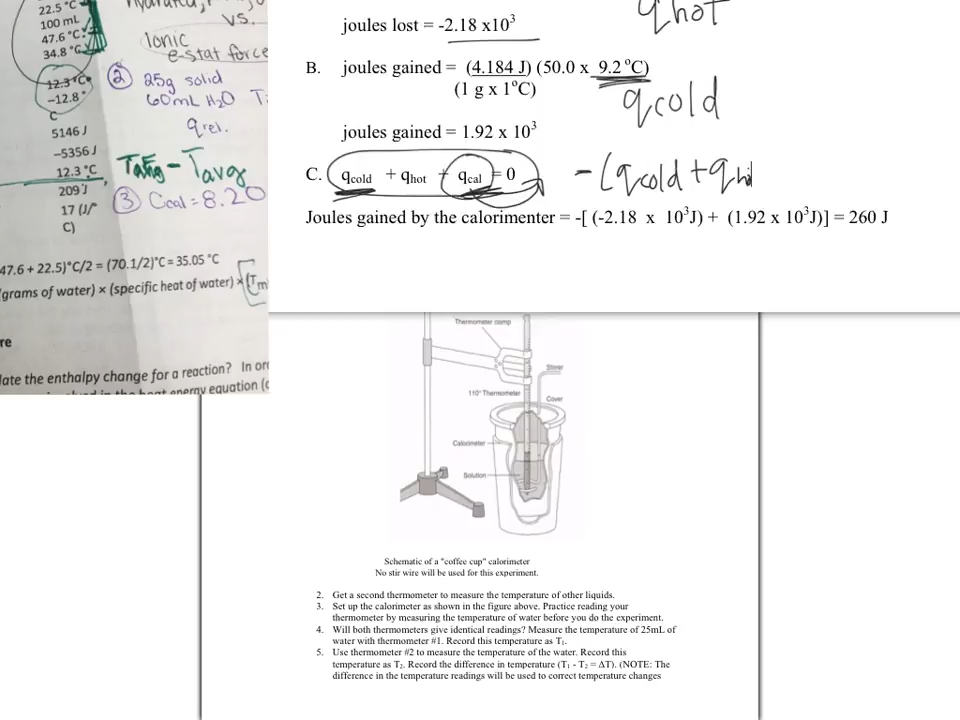 22.5 °C
100 mL
47.6 °C
34.8 °C
12.3 °C
-12.8 °
C
5146 J
-5356 J
12.3 °C
209 J
17 (J/°
C)
vs.
Ionic
e-stat force
② 25g solid
60mL H₂O
qrel.
- Tavg
③ Ccal = 8.20
47.6 + 22.5)°C/2 = (70.1/2)°C = 35.05 °C
(grams of water) × (specific heat of water) × (Tm
re
late the enthalpy change for a reaction? In or
in the heat energy equation (
joules lost = -2.18 x10³
qhot
B. joules gained = (4.184 J) (50.0 x 9.2 °C)
(1 g x 1°C)
qcold
joules gained = 1.92 x 10³
C. qcold + qhot + qcal = 0
-(qcold + qh
Joules gained by the calorimenter = -[ (-2.18 x 10³J) + (1.92 x 10³J)] = 260 J
Thermometer clamp
Stirrer
110° Thermometer
Cover
Calorimeter
Solution
Schematic of a "coffee cup" calorimeter
No stir wire will be used for this experiment.
2. Get a second thermometer to measure the temperature of other liquids.
3. Set up the calorimeter as shown in the figure above. Practice reading your
thermometer by measuring the temperature of water before you do the experiment.
4. Will both thermometers give identical readings? Measure the temperature of 25mL of
water with thermometer #1. Record this temperature as T₁.
5. Use thermometer #2 to measure the temperature of the water. Record this
temperature as T₂. Record the difference in temperature (T₁ - T₂ = ΔT). (NOTE: The
difference in the temperature readings will be used to correct temperature changes